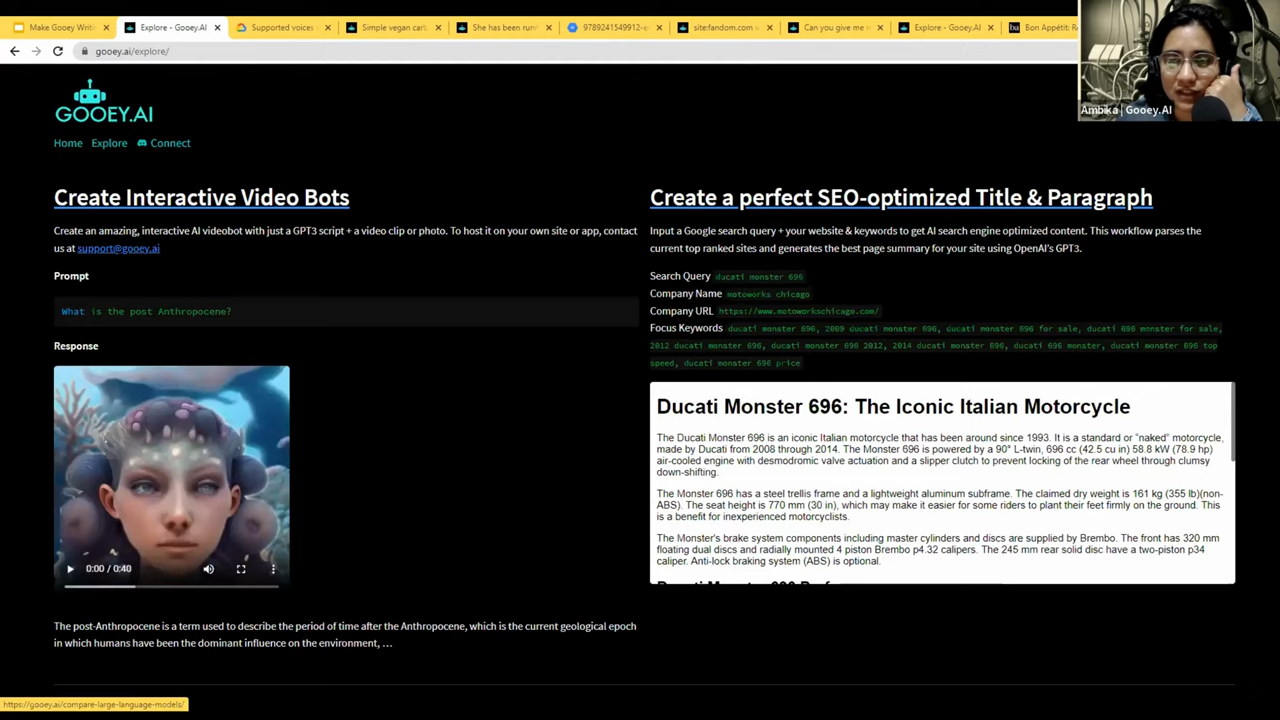 Make Gooey Writi
Explore - Gooey.AI
Supported voices
Simple vegan carb
She has been runn
9789241549912-e
site:fandom.com w
Can you give me r
Explore - Gooey.AI
Bon Appétit: R
gooey.ai/explore/
Ambika | Gooey.AI
GOOEY.AI
Home Explore Connect
Create Interactive Video Bots
Create an amazing, interactive AI videobot with just a GPT3 script + a video clip or photo. To host it on your own site or app, contact
us at support@gooey.ai
Prompt
What is the post Anthropocene?
Response
0:00 / 0:40
The post-Anthropocene is a term used to describe the period of time after the Anthropocene, which is the current geological epoch
in which humans have been the dominant influence on the environment, …
Create a perfect SEO-optimized Title & Paragraph
Input a Google search query + your website & keywords to get AI search engine optimized content. This workflow parses the
current top ranked sites and generates the best page summary for your site using OpenAI's GPT3.
Search Query ducati monster 696
Company Name motoworks chicago
Company URL https://www.motoworkschicago.com/
Focus Keywords ducati monster 696, 2009 ducati monster 696, ducati monster 696 for sale, ducati 696 monster for sale,
2012 ducati monster 696, ducati monster 696 2012, 2014 ducati monster 696, ducati 696 monster, ducati monster 696 top
speed, ducati monster 696 price
Ducati Monster 696: The Iconic Italian Motorcycle
The Ducati Monster 696 is an iconic Italian motorcycle that has been around since 1993. It is a standard or "naked" motorcycle,
made by Ducati from 2008 through 2014. The Monster 696 is powered by a 90° L-twin, 696 cc (42.5 cu in) 58.8 kW (78.9 hp)
air-cooled engine with desmodromic valve actuation and a slipper clutch to prevent locking of the rear wheel through clumsy
down-shifting.
The Monster 696 has a steel trellis frame and a lightweight aluminum subframe. The claimed dry weight is 161 kg (355 lb)(non-
ABS). The seat height is 770 mm (30 in), which may make it easier for some riders to plant their feet firmly on the ground. This
is a benefit for inexperienced motorcyclists.
The Monster's brake system components including master cylinders and discs are supplied by Brembo. The front has 320 mm
floating dual discs and radially mounted 4 piston Brembo p4.32 calipers. The 245 mm rear solid disc have a two-piston p34
caliper. Anti-lock braking system (ABS) is optional.
https://gooey.ai/compare-large-language-models/